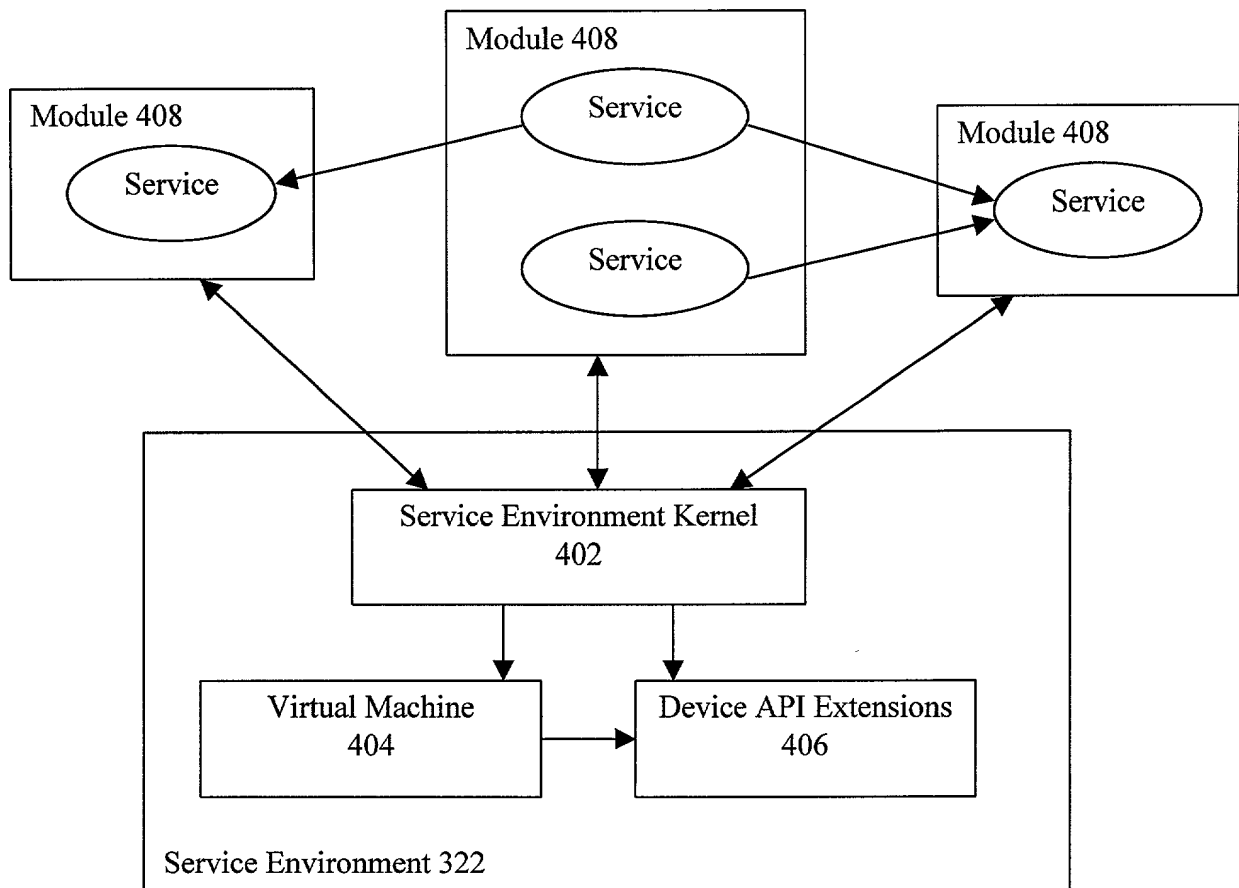 Module 408
Service
Service
Module 408
Service
Module 408
Service
Service Environment Kernel
402
Virtual Machine
404
Device API Extensions
406
Service Environment 322